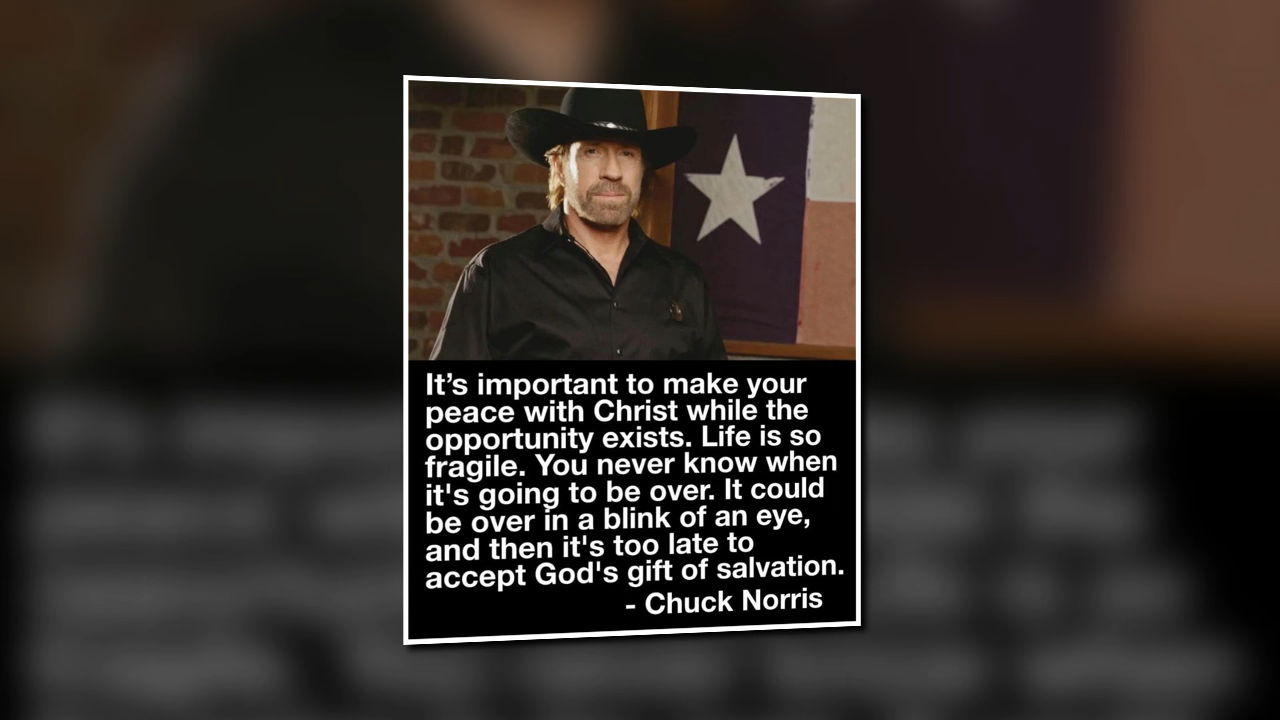 It’s important to make your
peace with Christ while the
opportunity exists. Life is so
fragile. You never know when
it's going to be over. It could
be over in a blink of an eye,
and then it's too late to
accept God's gift of salvation.
- Chuck Norris